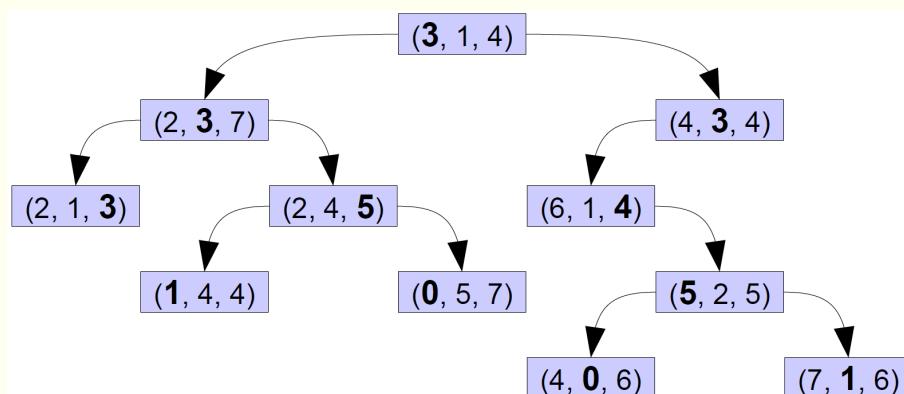 (3, 1, 4)
(2, 3, 7)
(4, 3, 4)
(2, 1, 3)
(2, 4, 5)
(6, 1, 4)
(1, 4, 4)
(0, 5, 7)
(5, 2, 5)
(4, 0, 6)
(7, 1, 6)